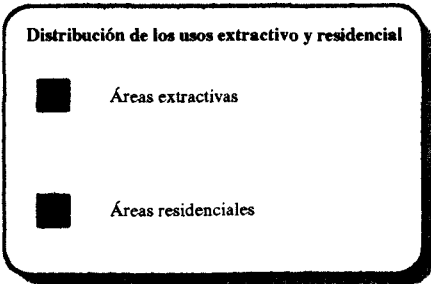 Distribución de los usos extractivo y residencial
Áreas extractivas
Áreas residenciales